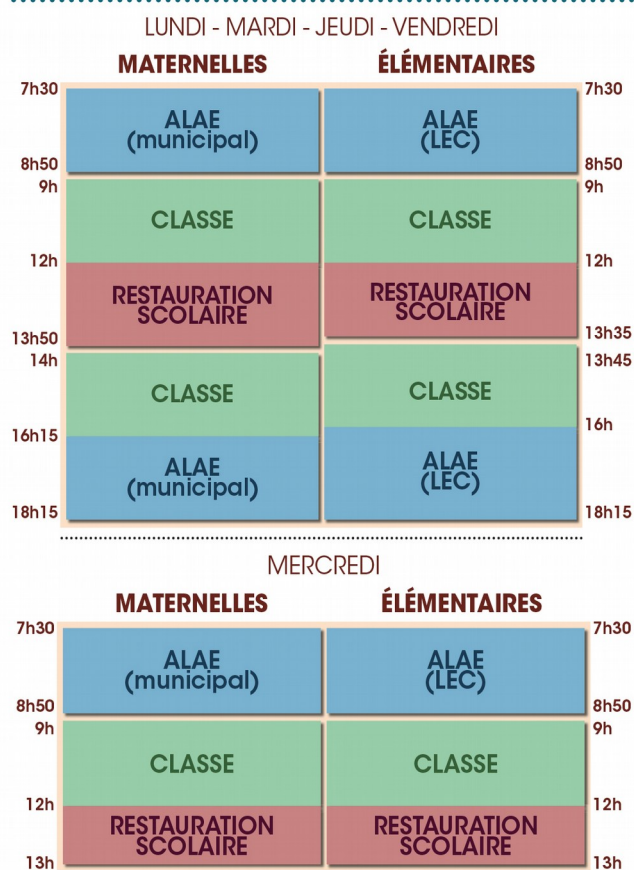 LUNDI - MARDI - JEUDI - VENDREDI
MATERNELLES ÉLÉMENTAIRES
7h30 7h30
ALAE ALAE
(municipal) (LEC)
8h50 8h50
9h 9h
CLASSE CLASSE
12h 12h
RESTAURATION RESTAURATION
SCOLAIRE SCOLAIRE
13h50 13h35
14h 13h45
CLASSE CLASSE
16h15 16h
ALAE ALAE
(municipal) (LEC)
18h15 18h15
MERCREDI
MATERNELLES ÉLÉMENTAIRES
7h30 7h30
ALAE ALAE
(municipal) (LEC)
8h50 8h50
9h 9h
CLASSE CLASSE
12h 12h
RESTAURATION RESTAURATION
SCOLAIRE SCOLAIRE
13h 13h